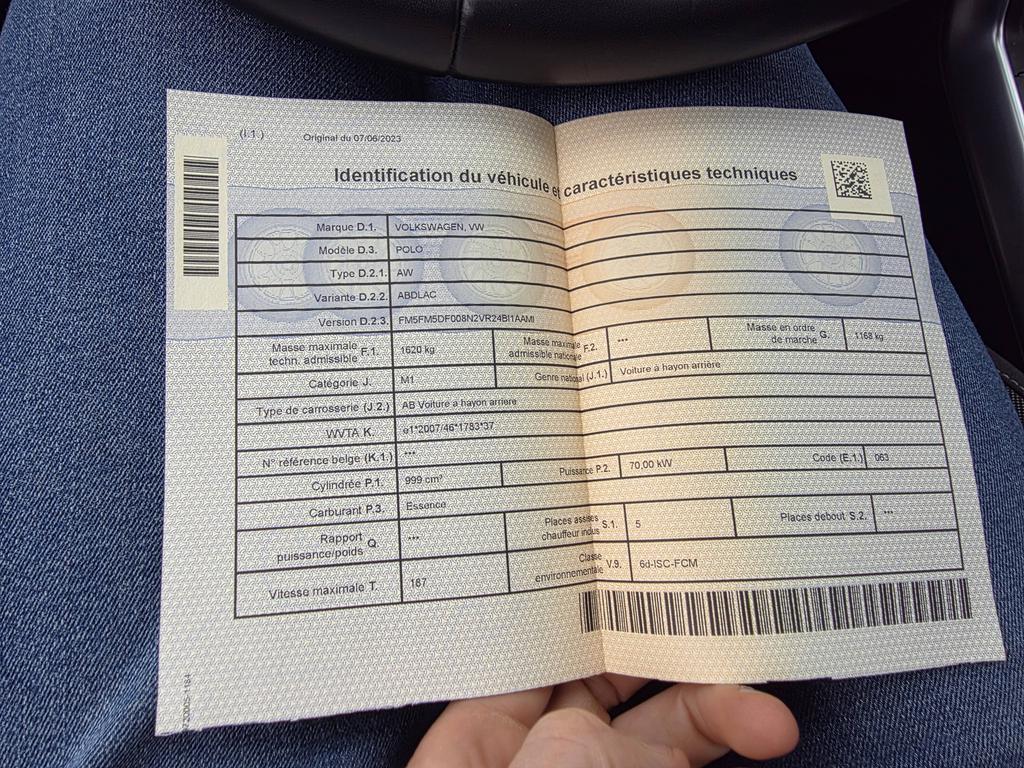 (I.1.)
Original du 07/06/2023
Identification du véhicule et caractéristiques techniques
Marque D.1. VOLKSWAGEN, VW
Modèle D.3. POLO
Type D.2.1. AW
Variante D.2.2. ABDLAC
Version D.2.3. FM5FM5DF008N2VR24BI1AAMI
Masse maximale techn. admissible F.1. 1620 kg Masse maximale admissible nationale F.2. *** Masse en ordre de marche G. 1168 kg
Catégorie J. M1 Genre national (J.1.) Voiture à hayon arrière
Type de carrosserie (J.2.) AB Voiture à hayon arrière
WVTA K. e1*2007/46*1783*37
N° référence belge (K.1.) ***
Cylindrée P.1. 999 cm³ Puissance P.2. 70,00 kW Code (E.1.) 063
Carburant P.3. Essence
Rapport puissance/poids Q. *** Places assises chauffeur inclus S.1. 5 Places debout S.2. ***
Vitesse maximale T. 187 Classe environnementale V.9. 6d-ISC-FCM